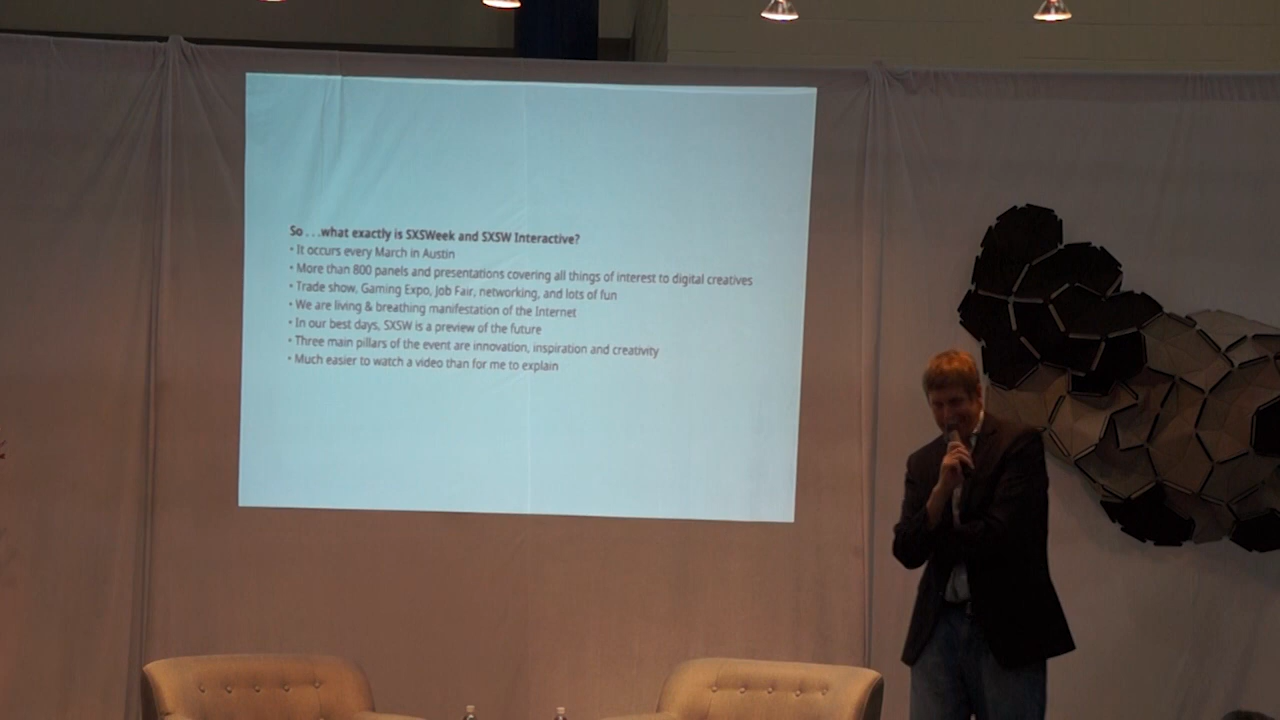 So . . .what exactly is SXSWeek and SXSW Interactive?
• It occurs every March in Austin
• More than 800 panels and presentations covering all things of interest to digital creatives
• Trade show, Gaming Expo, Job Fair, networking, and lots of fun
• We are living & breathing manifestation of the Internet
• In our best days, SXSW is a preview of the future
• Three main pillars of the event are innovation, inspiration and creativity
• Much easier to watch a video than for me to explain